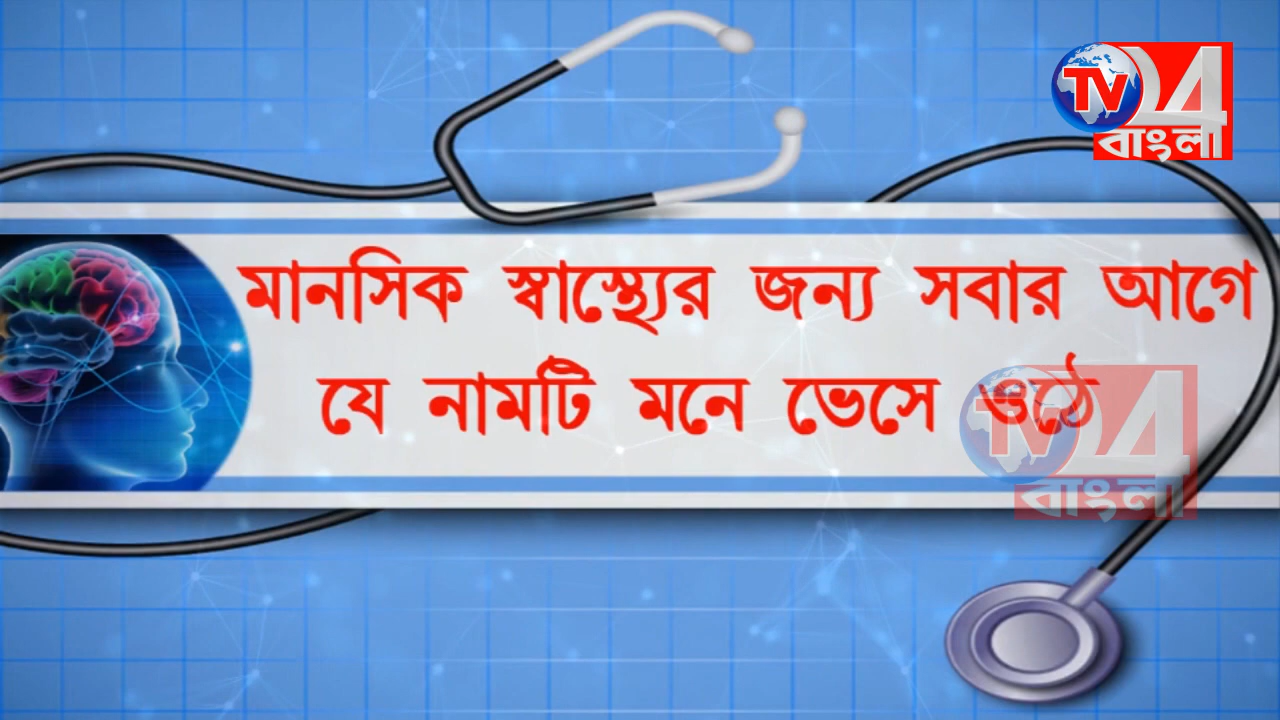 TV 24
বাংলা
মানসিক স্বাস্থ্যের জন্য সবার আগে
যে নামটি মনে ভেসে ওঠে
TV 24
বাংলা